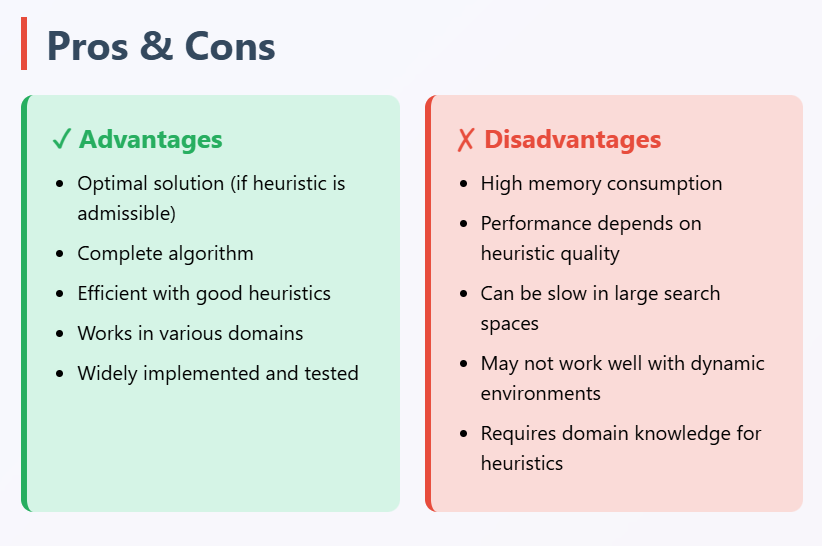 Pros & Cons
✓ Advantages
• Optimal solution (if heuristic is
admissible)
• Complete algorithm
• Efficient with good heuristics
• Works in various domains
• Widely implemented and tested
✗ Disadvantages
• High memory consumption
• Performance depends on
heuristic quality
• Can be slow in large search
spaces
• May not work well with dynamic
environments
• Requires domain knowledge for
heuristics